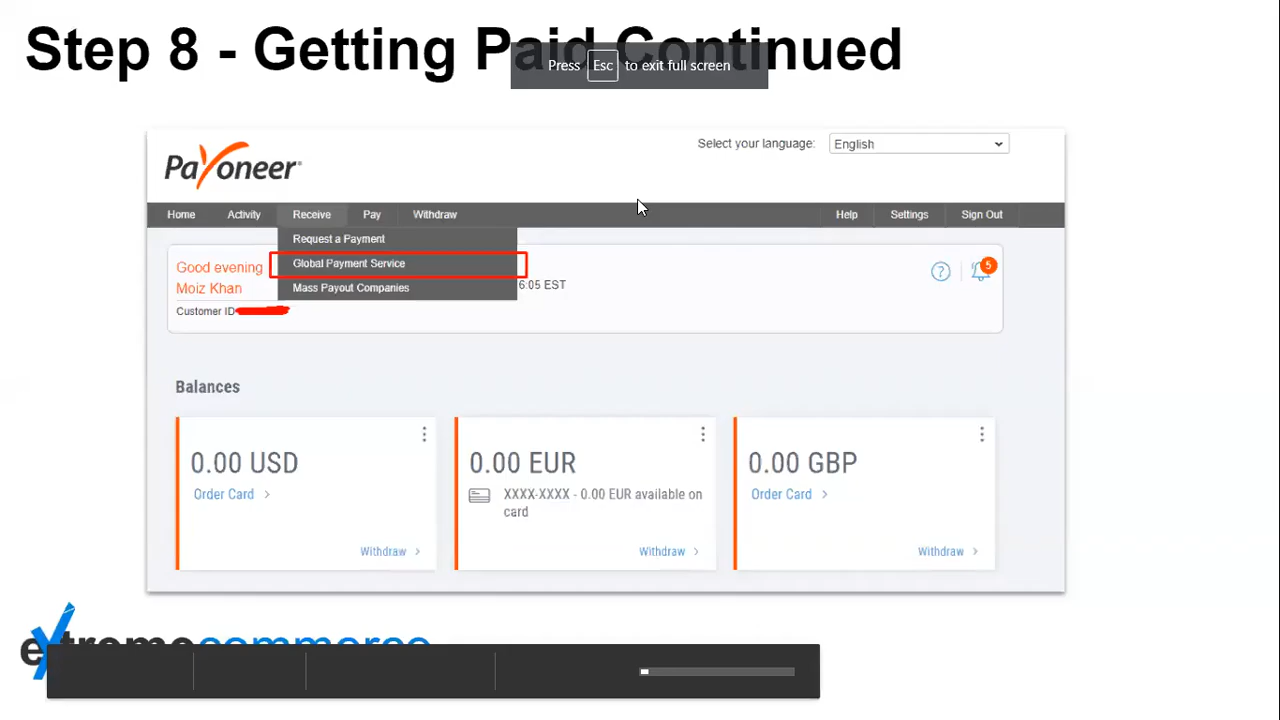 Step 8 - Getting Paid Continued
Press Esc to exit full screen
Select your language: English
Payoneer
Home Activity Receive Pay Withdraw Help Settings Sign Out
Request a Payment
Global Payment Service
Mass Payout Companies
Good evening
Moiz Khan
6:05 EST
5
Customer ID
Balances
0.00 USD
Order Card >
Withdraw >
0.00 EUR
XXXX-XXXX - 0.00 EUR available on
card
Withdraw >
0.00 GBP
Order Card >
Withdraw >
extremecommerce